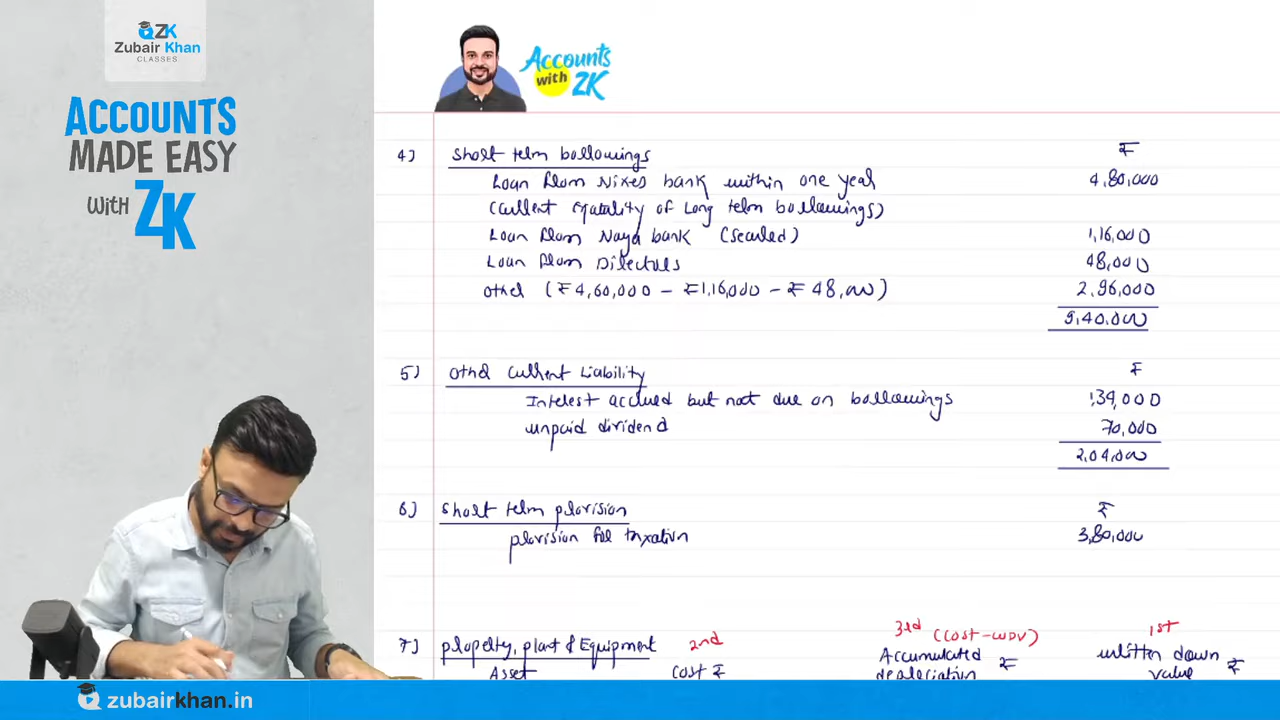 ZK
Zubair Khan
CLASSES
ACCOUNTS
MADE EASY
with ZK
Accounts
with ZK
4) Short term borrowings ₹
Loan from Nixes bank within one year 4,80,000
(Current Maturity of Long term borrowings)
Loan from Naya bank (Secured) 1,16,000
Loan from Directors 48,000
Other (₹4,60,000 - ₹1,16,000 - ₹48,000) 2,96,000
9,40,000
5) Other Current Liability ₹
Interest accrued but not due on borrowings 1,34,000
unpaid dividend 70,000
2,04,000
6) Short term provision ₹
provision for taxation 3,80,000
7) property, plant & Equipment 2nd 3rd (Cost-WDV) 1st
Asset Cost ₹ Accumulated depreciation ₹ written down value ₹
zubairkhan.in